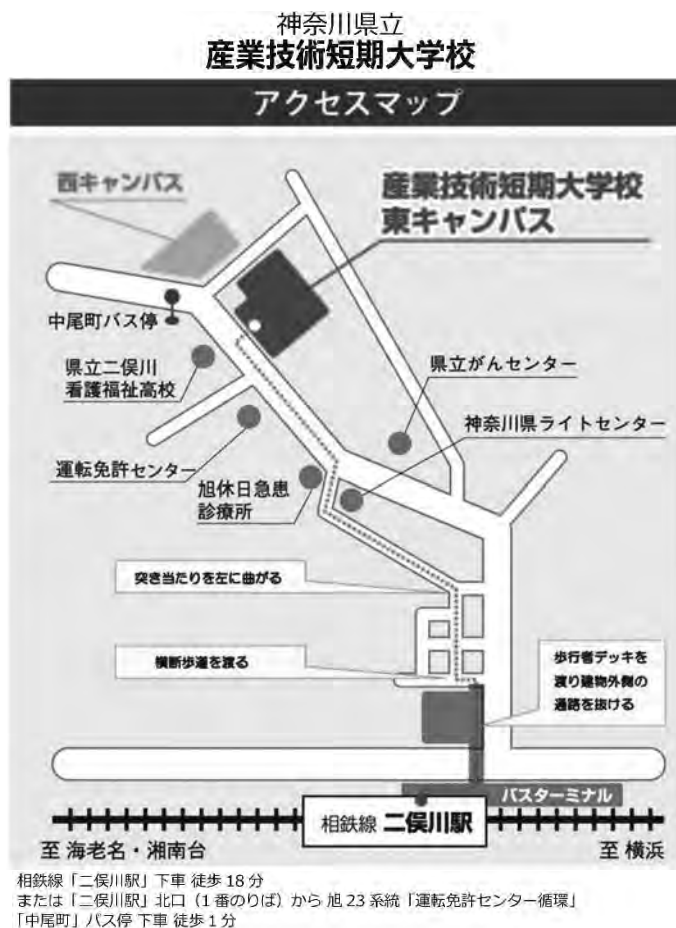 神奈川県立
産業技術短期大学校
アクセスマップ
西キャンパス
産業技術短期大学校
東キャンパス
中尾町バス停
県立二俣川
看護福祉高校
県立がんセンター
神奈川県ライトセンター
運転免許センター
旭休日急患
診療所
突き当たりを左に曲がる
横断歩道を渡る
歩行者デッキを
渡り建物外側の
通路を抜ける
バスターミナル
相鉄線 二俣川駅
至 海老名・湘南台
至 横浜
相鉄線「二俣川駅」下車 徒歩 18 分
または「二俣川駅」北口（1 番のりば）から 旭 23 系統「運転免許センター循環」
「中尾町」バス停 下車 徒歩 1 分